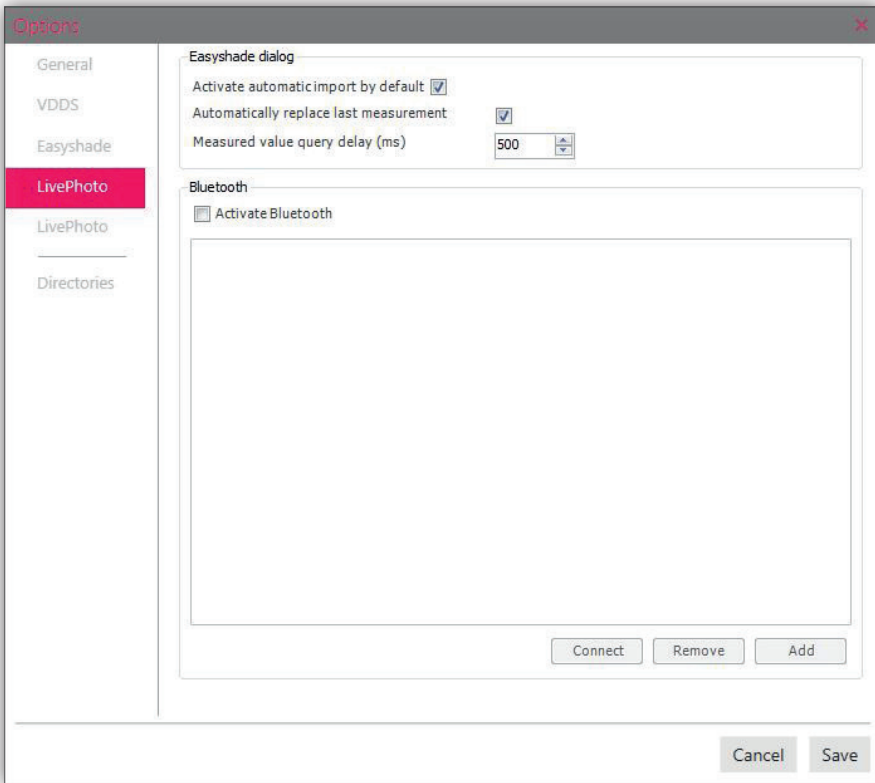 Options
General
VDDS
Easyshade
LivePhoto
LivePhoto
Directories
Easyshade dialog
Activate automatic import by default
Automatically replace last measurement
Measured value query delay (ms)
500
Bluetooth
Activate Bluetooth
Connect
Remove
Add
Cancel
Save